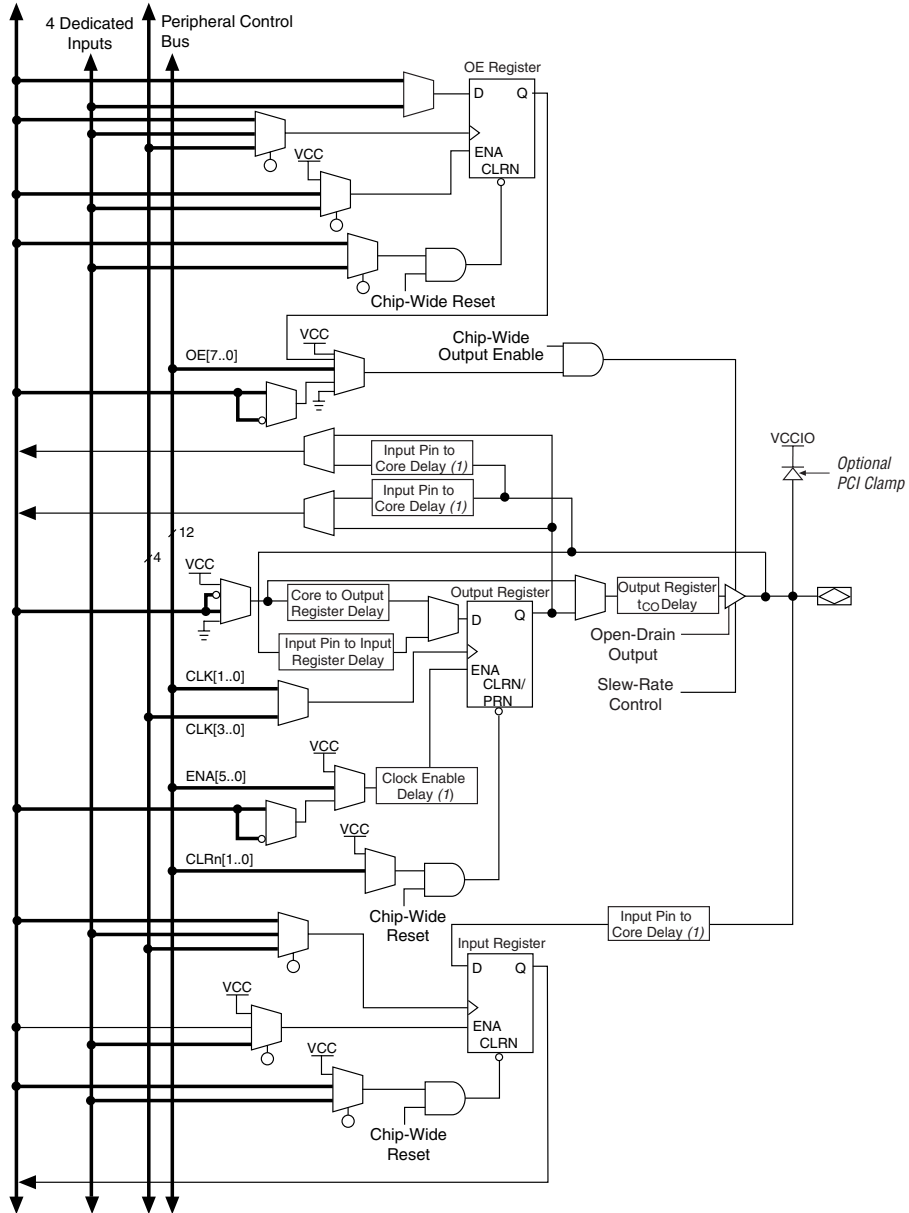 4 Dedicated
Inputs
Peripheral Control
Bus
OE Register
D Q
ENA
CLRN
VCC
Chip-Wide Reset
VCC
Chip-Wide
Output Enable
OE[7..0]
Input Pin to
Core Delay (1)
Input Pin to
Core Delay (1)
VCCIO
Optional
PCI Clamp
12
4
VCC
Core to Output
Register Delay
Input Pin to Input
Register Delay
Output Register
D Q
ENA
CLRN/
PRN
Output Register
tCO Delay
Open-Drain
Output
Slew-Rate
Control
CLK[1..0]
CLK[3..0]
VCC
ENA[5..0]
Clock Enable
Delay (1)
VCC
CLRn[1..0]
Chip-Wide
Reset
Input Pin to
Core Delay (1)
Input Register
D Q
ENA
CLRN
VCC
VCC
Chip-Wide
Reset